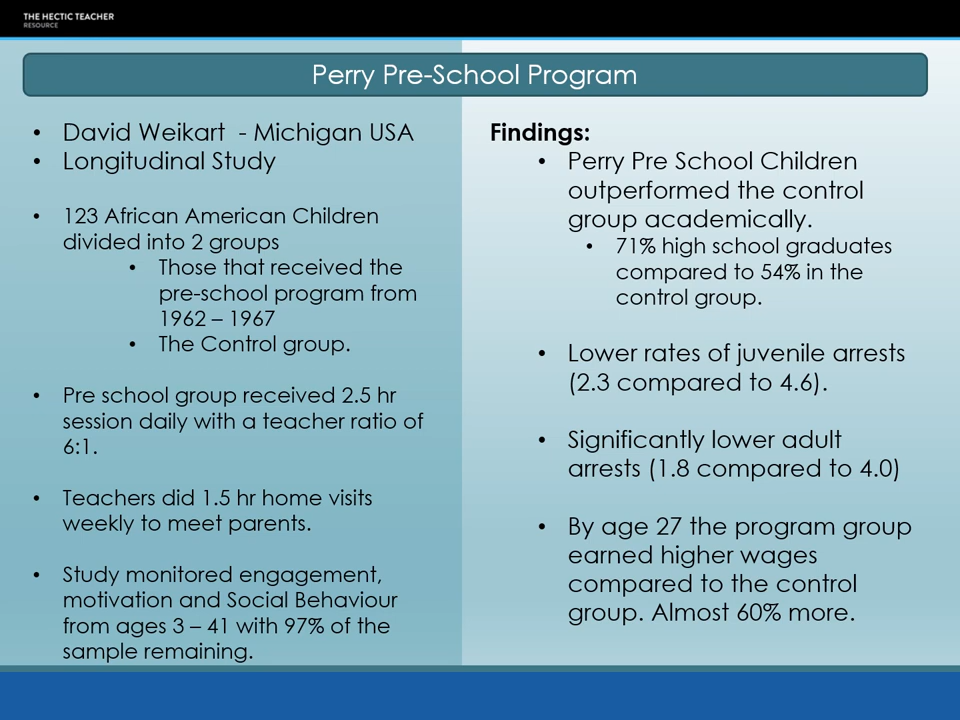 THE HECTIC TEACHER
RESOURCE
Perry Pre-School Program
• David Weikart - Michigan USA
• Longitudinal Study
• 123 African American Children
divided into 2 groups
• Those that received the
pre-school program from
1962 – 1967
• The Control group.
• Pre school group received 2.5 hr
session daily with a teacher ratio of
6:1.
• Teachers did 1.5 hr home visits
weekly to meet parents.
• Study monitored engagement,
motivation and Social Behaviour
from ages 3 – 41 with 97% of the
sample remaining.
Findings:
• Perry Pre School Children
outperformed the control
group academically.
• 71% high school graduates
compared to 54% in the
control group.
• Lower rates of juvenile arrests
(2.3 compared to 4.6).
• Significantly lower adult
arrests (1.8 compared to 4.0)
• By age 27 the program group
earned higher wages
compared to the control
group. Almost 60% more.